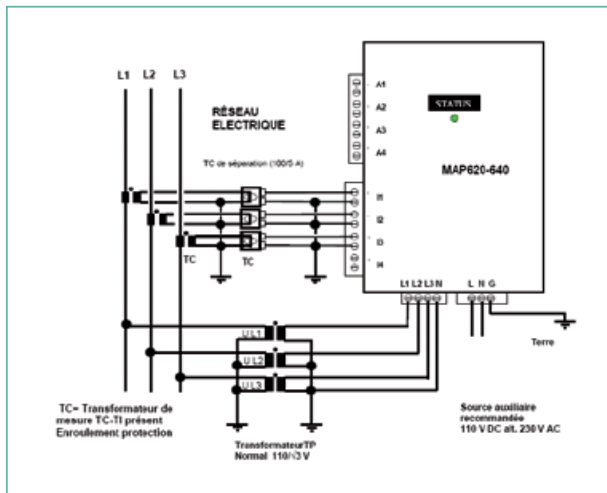 L1 L2 L3
RÉSEAU
ELECTRIQUE
TC de séparation (100/5 A)
A1
A2
A3
A4
STATUS
MAP620-640
I1
I2
I3
I4
TC
TC
L1 L2 L3 N
L N G
U L1
U L2
U L3
Terre
TC= Transformateur de
mesure TC-TI présent
Enroulement protection
TransformateurTP
Normal 110/√3 V
Source auxiliaire
recommandée
110 V DC alt. 230 V AC